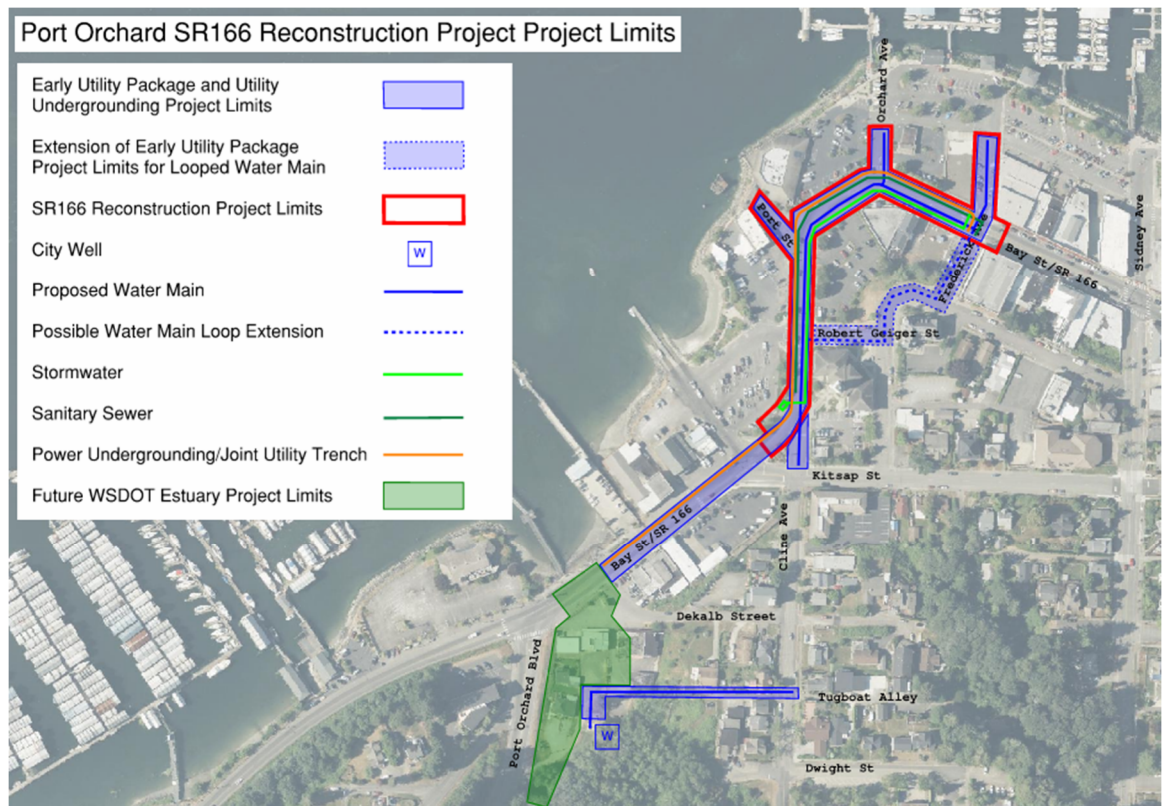 Port Orchard SR166 Reconstruction Project Project Limits
Early Utility Package and Utility
Undergrounding Project Limits
Extension of Early Utility Package
Project Limits for Looped Water Main
SR166 Reconstruction Project Limits
City Well
W
Proposed Water Main
Possible Water Main Loop Extension
Stormwater
Sanitary Sewer
Power Undergrounding/Joint Utility Trench
Future WSDOT Estuary Project Limits
Orchard Ave
Sidney Ave
Port St
Frederick Ave
Bay St/SR 166
Robert Geiger St
Kitsap St
Bay St/SR 166
Cline Ave
Dekalb Street
Port Orchard Blvd
Tugboat Alley
W
Dwight St